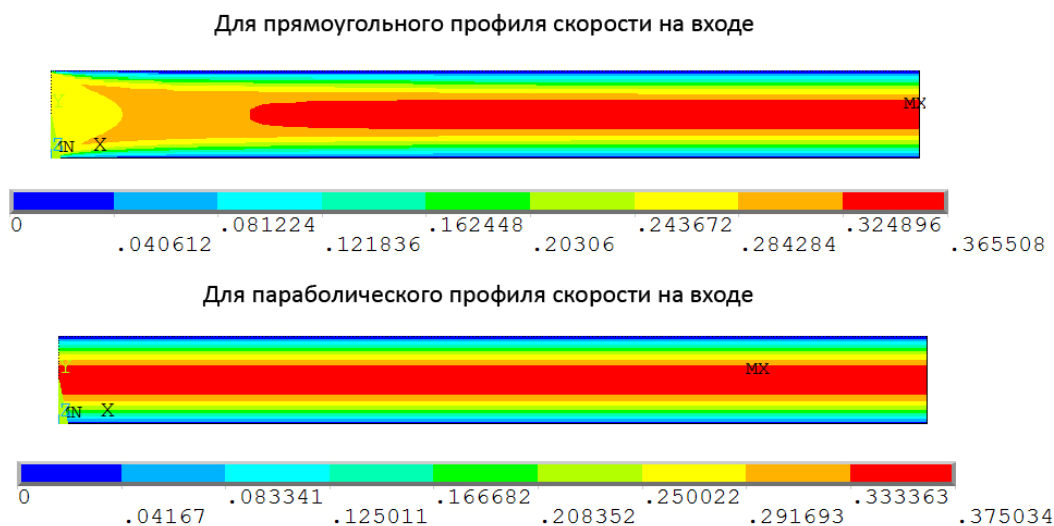 Для прямоугольного профиля скорости на входе
Y
MX
Z MN X
0 .081224 .162448 .243672 .324896
.040612 .121836 .20306 .284284 .365508
Для параболического профиля скорости на входе
Y
MX
Z MN X
0 .083341 .166682 .250022 .333363
.04167 .125011 .208352 .291693 .375034